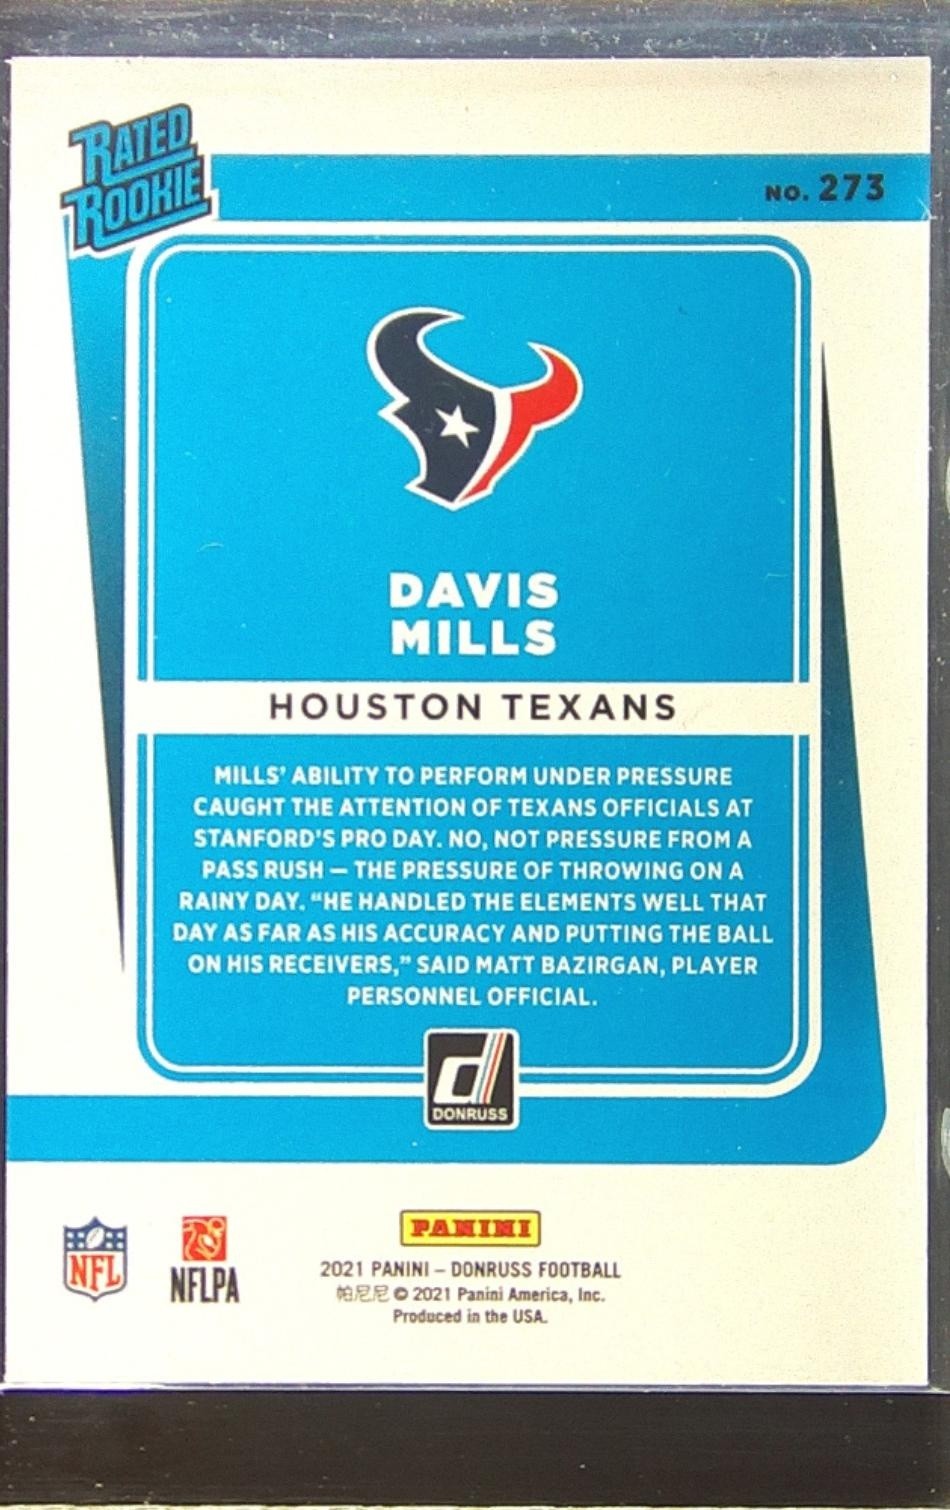 RATED
ROOKIE
NO. 273
DAVIS
MILLS
HOUSTON TEXANS
MILLS' ABILITY TO PERFORM UNDER PRESSURE
CAUGHT THE ATTENTION OF TEXANS OFFICIALS AT
STANFORD'S PRO DAY. NO, NOT PRESSURE FROM A
PASS RUSH — THE PRESSURE OF THROWING ON A
RAINY DAY. “HE HANDLED THE ELEMENTS WELL THAT
DAY AS FAR AS HIS ACCURACY AND PUTTING THE BALL
ON HIS RECEIVERS,” SAID MATT BAZIRGAN, PLAYER
PERSONNEL OFFICIAL.
d
DONRUSS
NFL
NFLPA
PANINI
2021 PANINI – DONRUSS FOOTBALL
帕尼尼 © 2021 Panini America, Inc.
Produced in the USA.